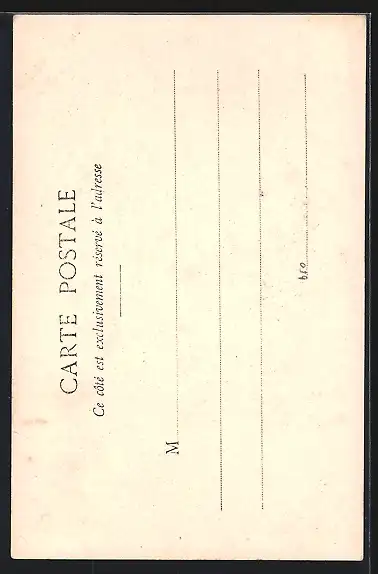 CARTE POSTALE
Ce côté est exclusivement réservé à l'adresse
M